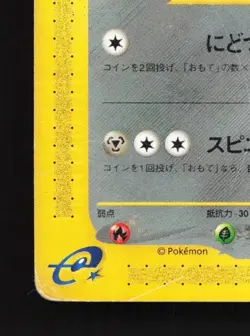 にどつ
コインを2回投げ、「おもて」の数×
スピ
コインを1回投げ「おもて」なら、
弱点 抵抗力 -30
© Pokémon
e